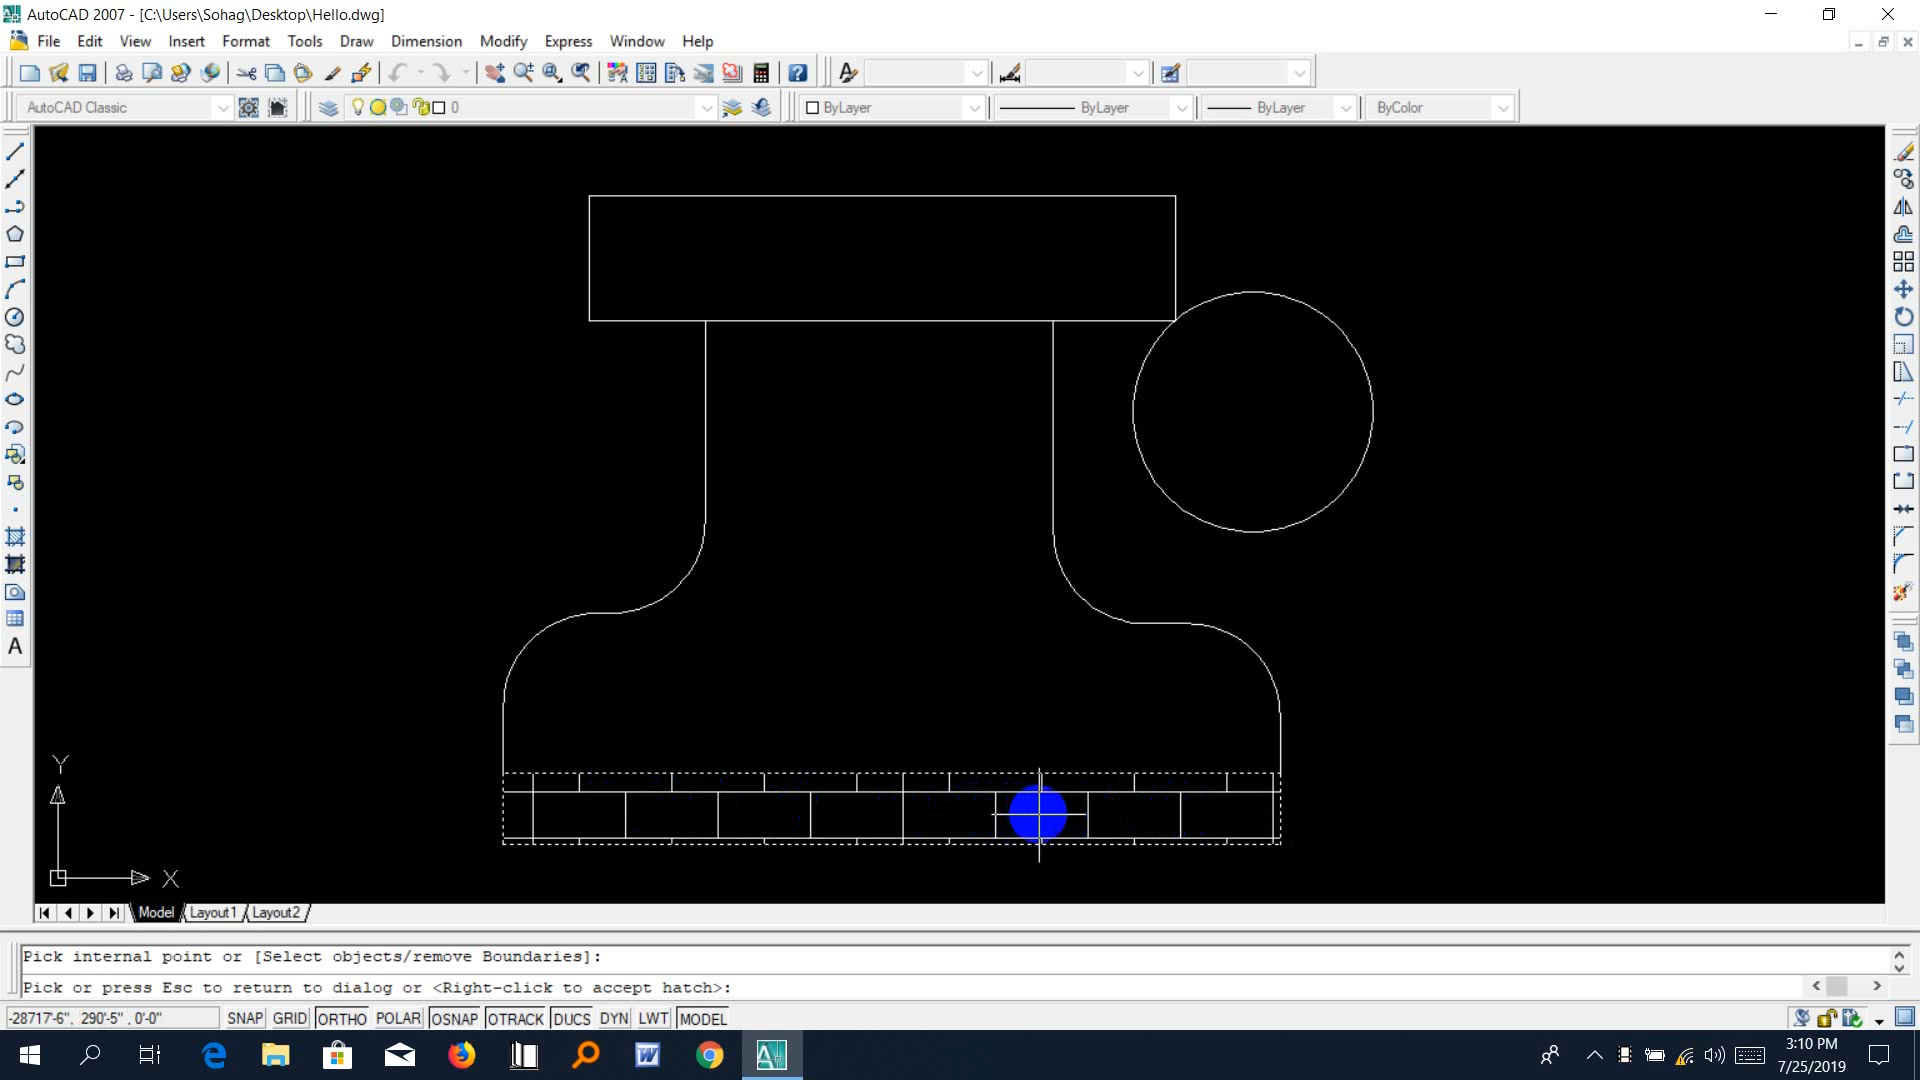 AutoCAD 2007 - [C:\Users\Sohag\Desktop\Hello.dwg]
File Edit View Insert Format Tools Draw Dimension Modify Express Window Help
AutoCAD Classic 0 ByLayer ByLayer ByLayer ByColor
A
Y
X
Model Layout1 Layout2
Pick internal point or [Select objects/remove Boundaries]:
Pick or press Esc to return to dialog or <Right-click to accept hatch>:
-28717'-6", 290'-5" , 0'-0" SNAP GRID ORTHO POLAR OSNAP OTRACK DUCS DYN LWT MODEL
3:10 PM
7/25/2019